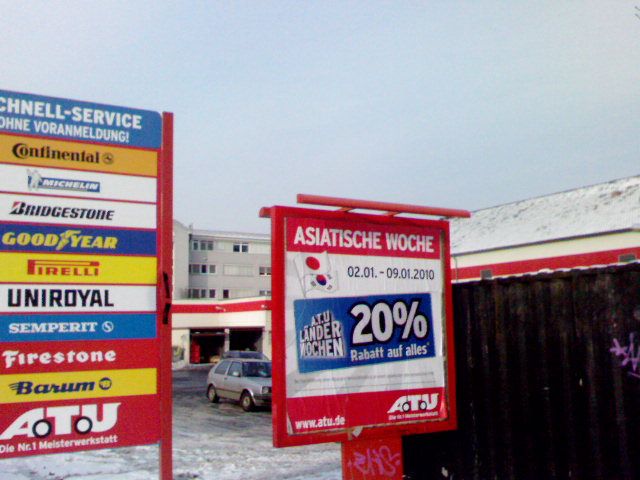 CHNELL-SERVICE
OHNE VORANMELDUNG!
Continental
MICHELIN
BRIDGESTONE
GOODYEAR
PIRELLI
UNIROYAL
SEMPERIT
Firestone
Barum
ATU
Die Nr.1 Meisterwerkstatt
ASIATISCHE WOCHE
02.01. - 09.01.2010
A.T.U
LÄNDER
WOCHEN
20%
Rabatt auf alles*
www.atu.de
ATU
Die Nr.1 Meisterwerkstatt